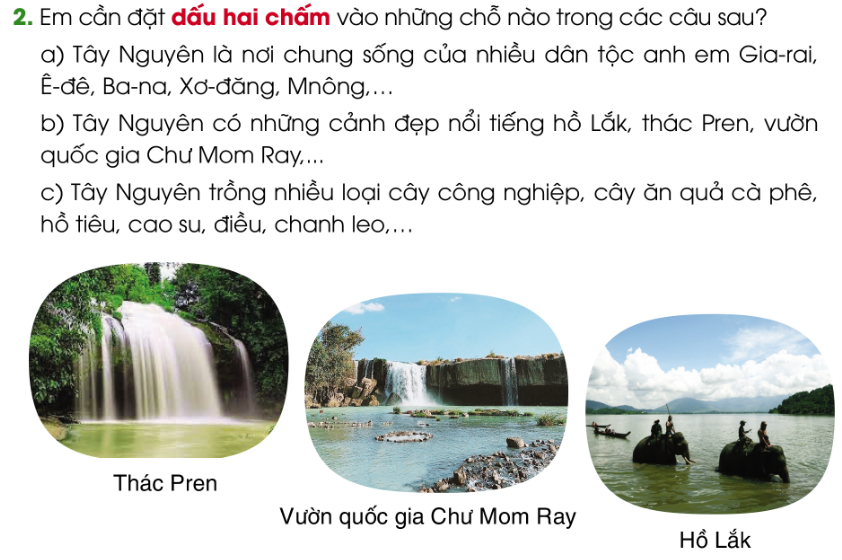 2. Em cần đặt dấu hai chấm vào những chỗ nào trong các câu sau?
a) Tây Nguyên là nơi chung sống của nhiều dân tộc anh em Gia-rai,
Ê-đê, Ba-na, Xơ-đăng, Mnông,...
b) Tây Nguyên có những cảnh đẹp nổi tiếng hồ Lắk, thác Pren, vườn
quốc gia Chư Mom Ray,...
c) Tây Nguyên trồng nhiều loại cây công nghiệp, cây ăn quả cà phê,
hồ tiêu, cao su, điều, chanh leo,...
Thác Pren
Vườn quốc gia Chư Mom Ray
Hồ Lắk